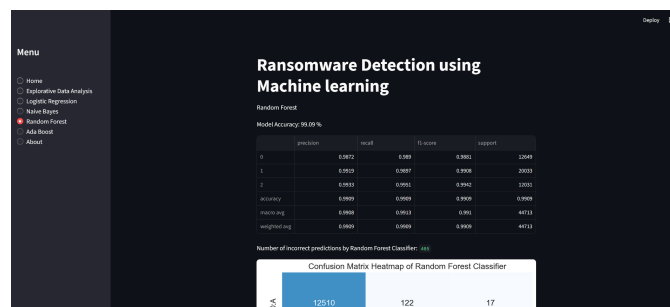 Deploy
Menu
Home
Explorative Data Analysis
Logistic Regression
Naive Bayes
Random Forest
Ada Boost
About
Ransomware Detection using
Machine learning
Random Forest
Model Accuracy: 99.09 %
precision recall f1-score support
0 0.9872 0.989 0.9881 12649
1 0.9919 0.9897 0.9908 20033
2 0.9933 0.9951 0.9942 12031
accuracy 0.9909 0.9909 0.9909 0.9909
macro avg 0.9908 0.9913 0.991 44713
weighted avg 0.9909 0.9909 0.9909 44713
Number of incorrect predictions by Random Forest Classifier:
Confusion Matrix Heatmap of Random Forest Classifier
12510 122 17